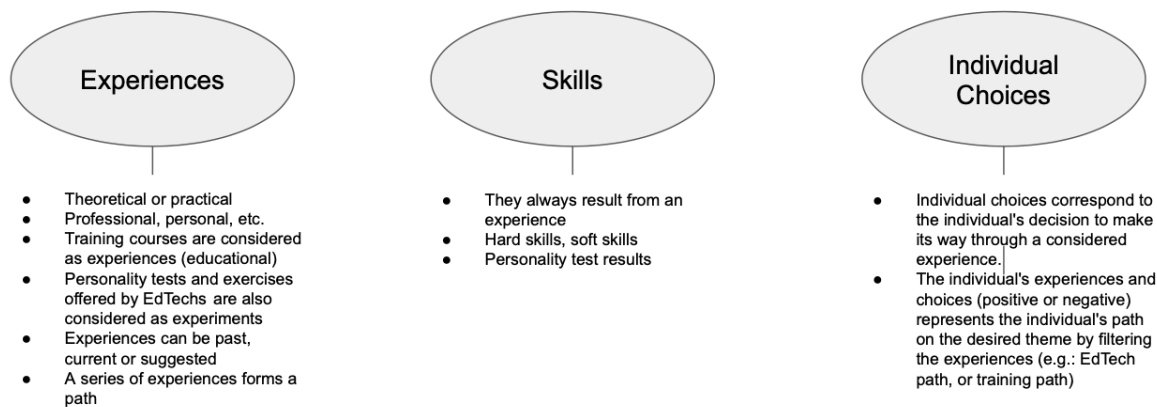 Experiences
● Theoretical or practical
● Professional, personal, etc.
● Training courses are considered
as experiences (educational)
● Personality tests and exercises
offered by EdTechs are also
considered as experiments
● Experiences can be past,
current or suggested
● A series of experiences forms a
path
Skills
● They always result from an
experience
● Hard skills, soft skills
● Personality test results
Individual
Choices
● Individual choices correspond to
the individual's decision to make
its way through a considered
experience.
● The individual's experiences and
choices (positive or negative)
represents the individual's path
on the desired theme by filtering
the experiences (e.g.: EdTech
path, or training path)